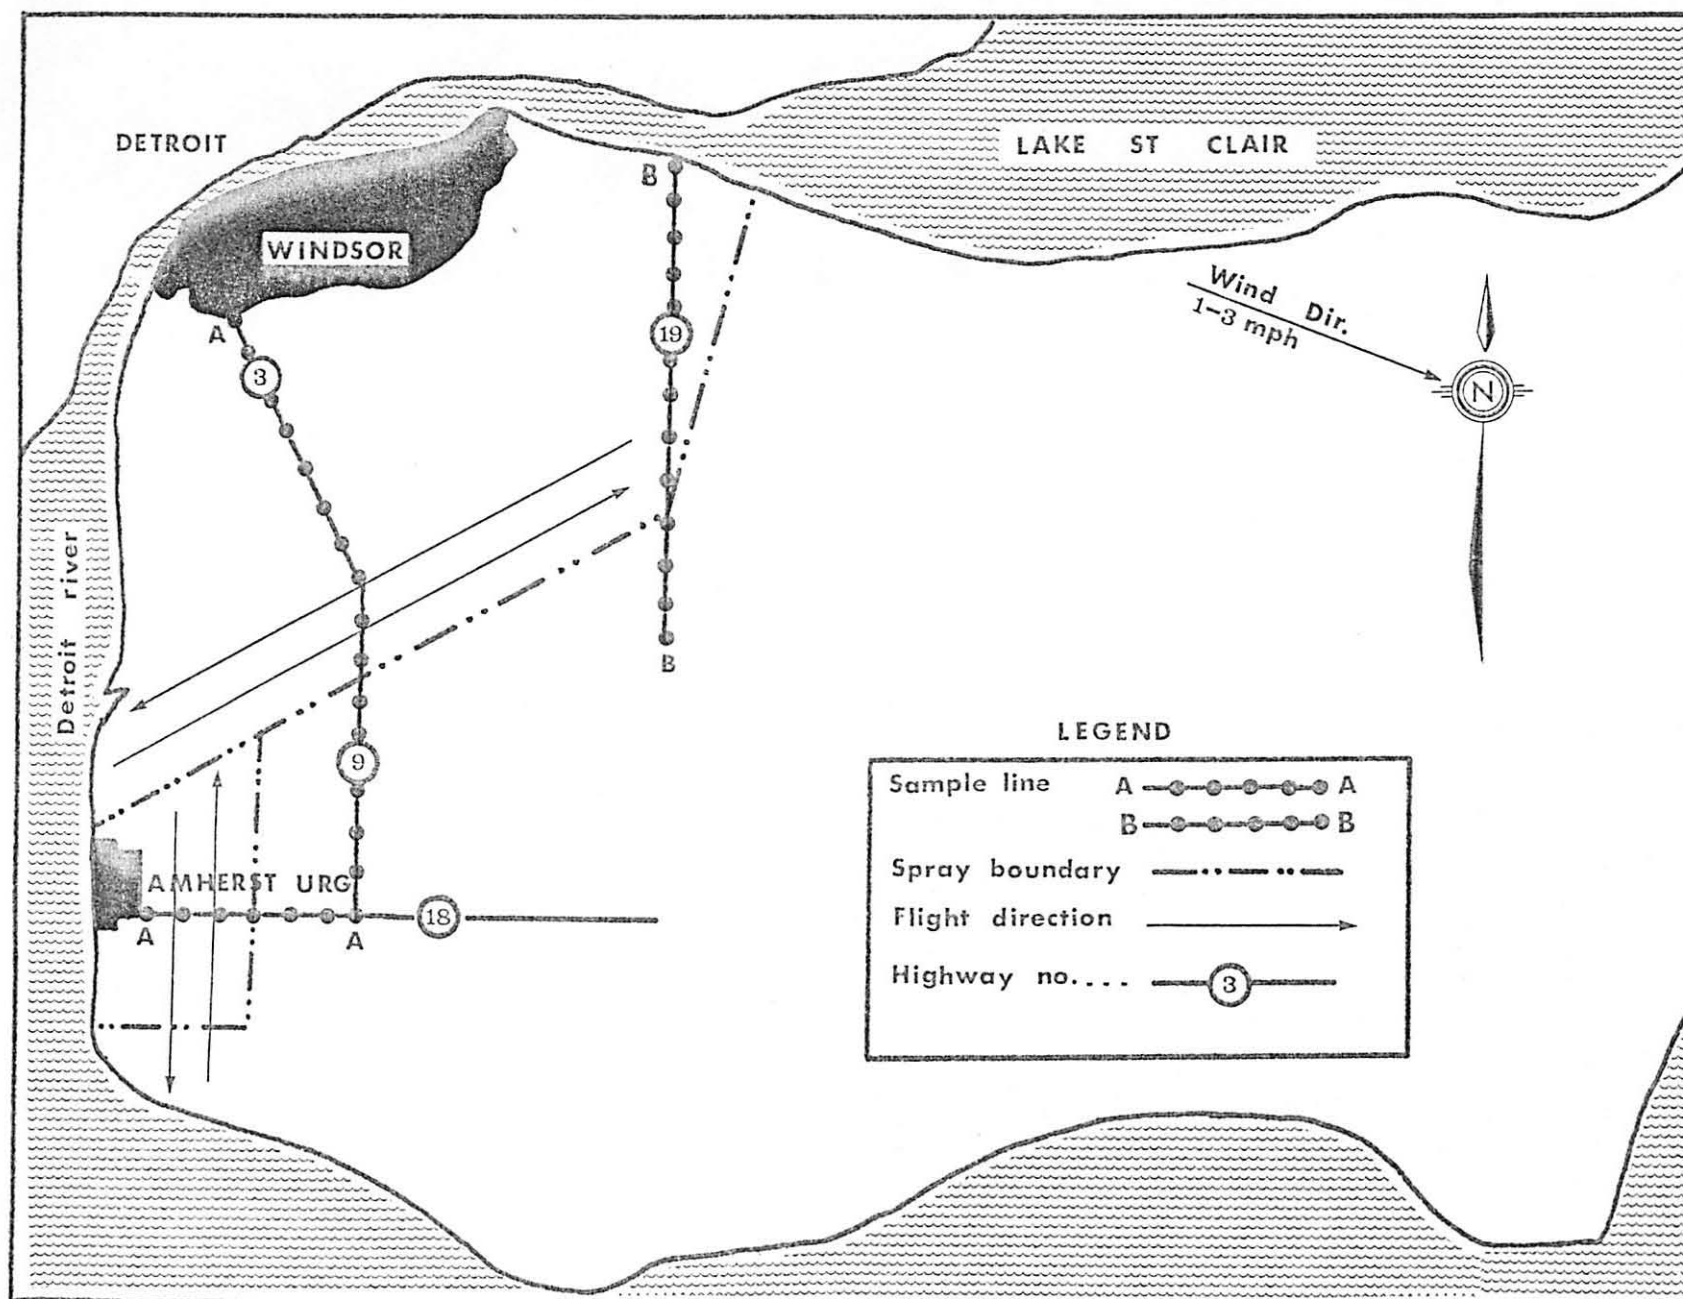 DETROIT
LAKE ST CLAIR
B
WINDSOR
Wind Dir.
1-3 mph
A
19
3
N
Detroit river
B
LEGEND
9
Sample line A A
B B
Spray boundary
AMHERST URG
Flight direction
18
A A
Highway no.... 3